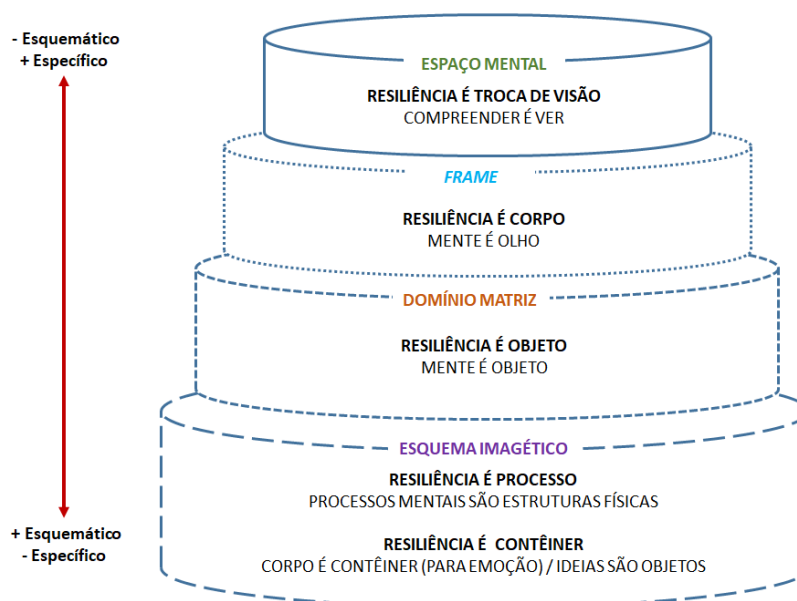 - Esquemático
+ Específico
ESPAÇO MENTAL
RESILIÊNCIA É TROCA DE VISÃO
COMPREENDER É VER
FRAME
RESILIÊNCIA É CORPO
MENTE É OLHO
DOMÍNIO MATRIZ
RESILIÊNCIA É OBJETO
MENTE É OBJETO
ESQUEMA IMAGÉTICO
RESILIÊNCIA É PROCESSO
PROCESSOS MENTAIS SÃO ESTRUTURAS FÍSICAS
RESILIÊNCIA É CONTÊINER
CORPO É CONTÊINER (PARA EMOÇÃO) / IDEIAS SÃO OBJETOS
+ Esquemático
- Específico